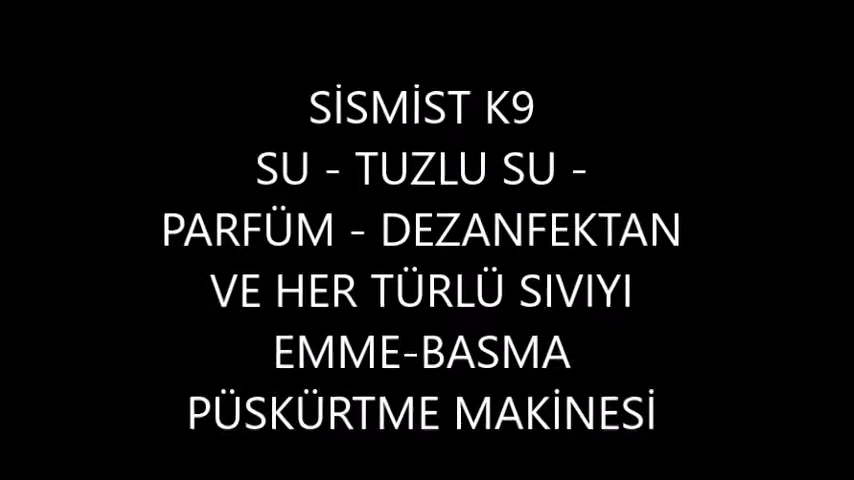 SİSMİST K9
SU - TUZLU SU -
PARFÜM - DEZANFEKTAN
VE HER TÜRLÜ SIVIYI
EMME-BASMA
PÜSKÜRTME MAKİNESİ